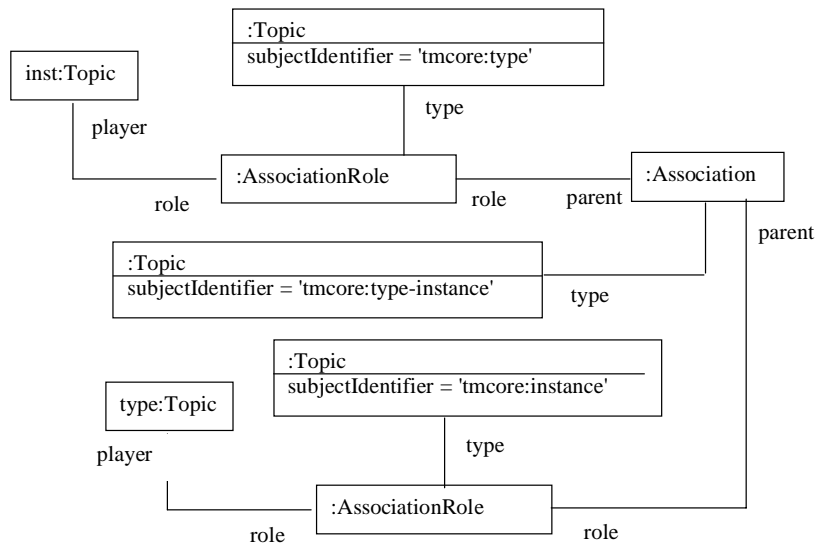 :Topic
subjectIdentifier = 'tmcore:type'
inst:Topic
type
player
:AssociationRole
:Association
role
role
parent
parent
:Topic
subjectIdentifier = 'tmcore:type-instance'
type
:Topic
subjectIdentifier = 'tmcore:instance'
type:Topic
type
player
:AssociationRole
role
role